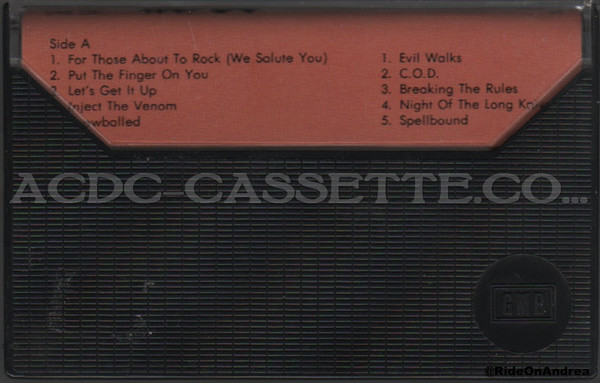 Side A
1. For Those About To Rock (We Salute You)
2. Put The Finger On You
Let's Get It Up
Inject The Venom
1. Evil Walks
2. C.O.D.
3. Breaking The Rules
4. Night Of The Long
5. Spellbound
ACDC-CASSETTE.CO...
@RideOnAndrea